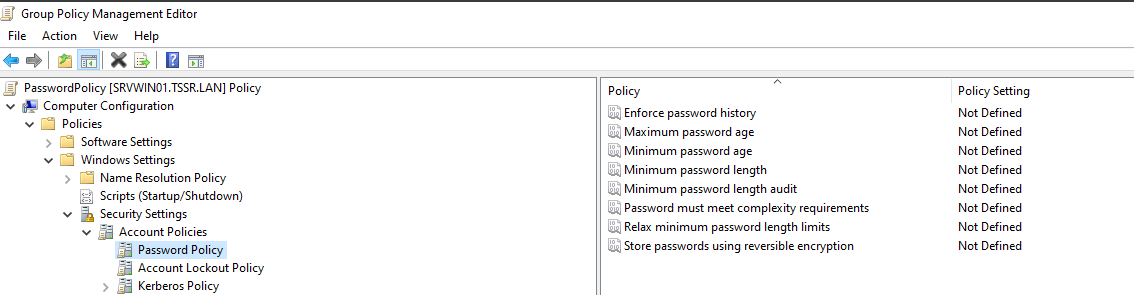 Group Policy Management Editor
File Action View Help
PasswordPolicy [SRVWIN01.TSSR.LAN] Policy
Computer Configuration
Policies
Software Settings
Windows Settings
Name Resolution Policy
Scripts (Startup/Shutdown)
Security Settings
Account Policies
Password Policy
Account Lockout Policy
Kerberos Policy
Policy Policy Setting
Enforce password history Not Defined
Maximum password age Not Defined
Minimum password age Not Defined
Minimum password length Not Defined
Minimum password length audit Not Defined
Password must meet complexity requirements Not Defined
Relax minimum password length limits Not Defined
Store passwords using reversible encryption Not Defined